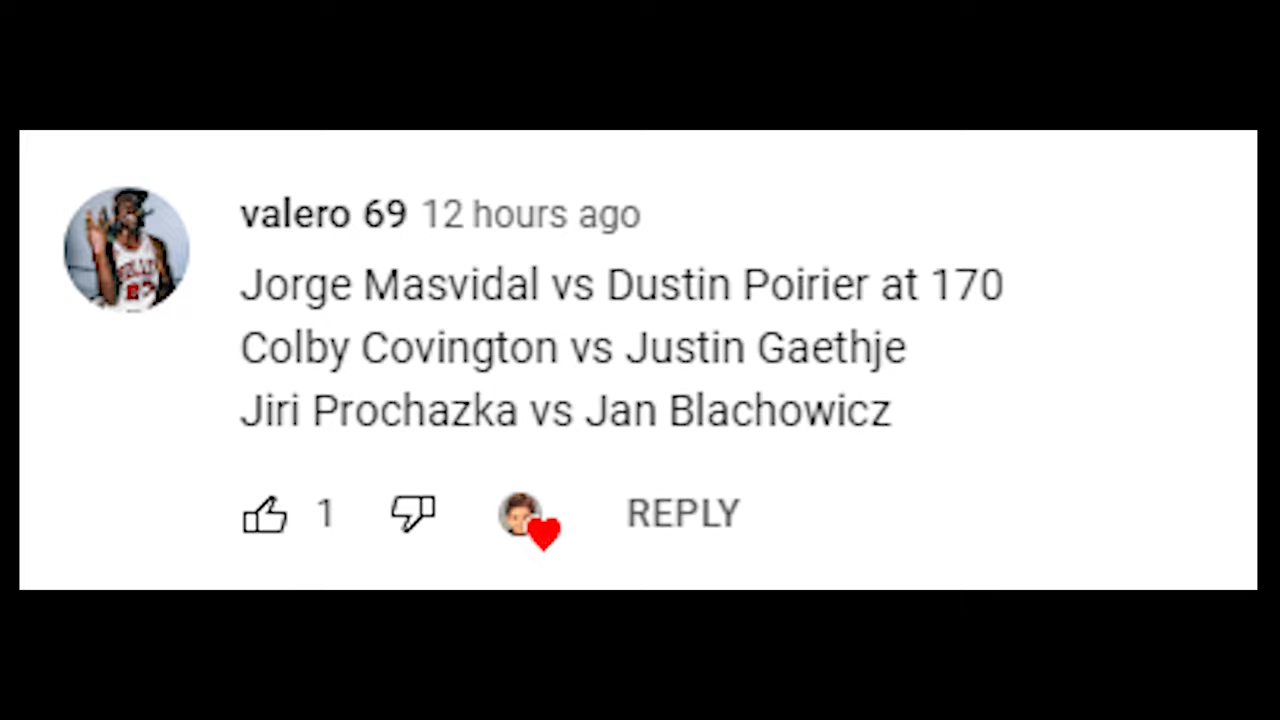 valero 69 12 hours ago
Jorge Masvidal vs Dustin Poirier at 170
Colby Covington vs Justin Gaethje
Jiri Prochazka vs Jan Blachowicz
1 REPLY